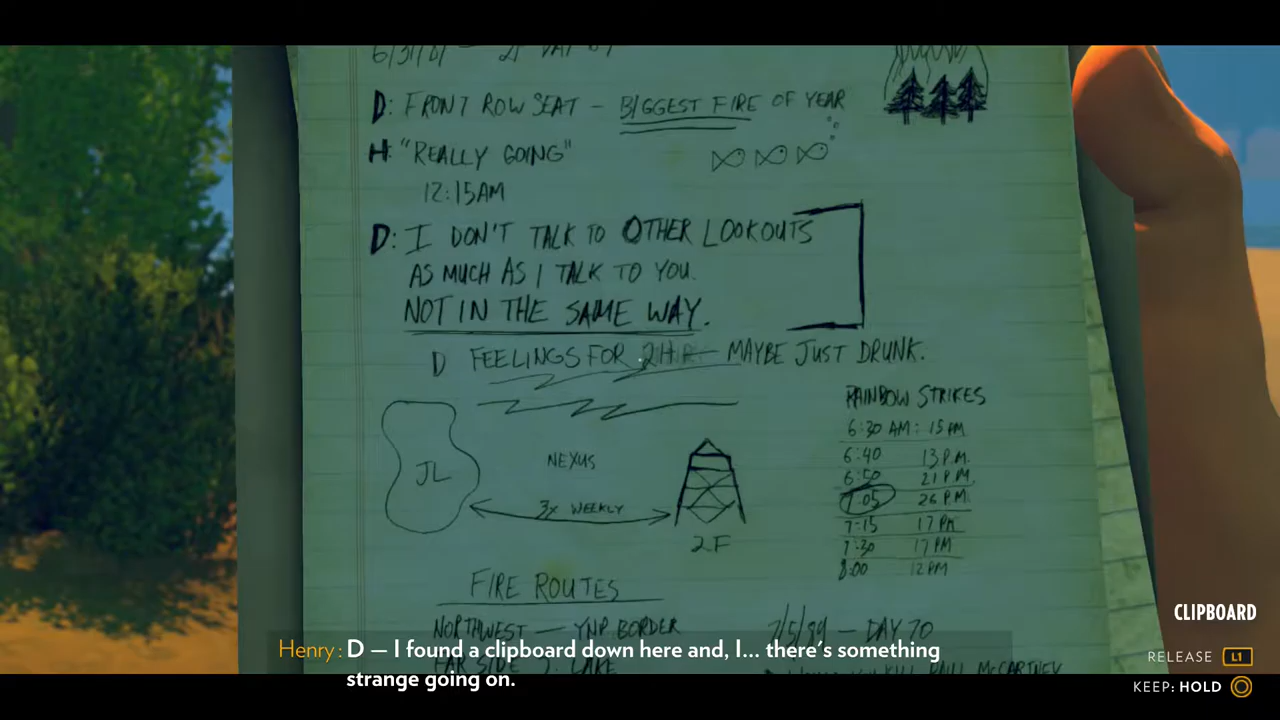 D: FRONT ROW SEAT — BIGGEST FIRE OF YEAR
H: "REALLY GOING"
12:15AM
D: I DON'T TALK TO OTHER LOOKOUTS
AS MUCH AS I TALK TO YOU.
NOT IN THE SAME WAY.
D FEELINGS FOR MAYBE JUST DRUNK.
RAINBOW STRIKES
6:30 AM: 15 PM
6:40 13 P.M.
6:50 21 P.M.
7:05 26 P.M.
7:15 17 PM
7:30 17 PM
8:00 12 PM
JL
NEXUS
3x WEEKLY
2F
FIRE ROUTES
NORTHWEST — YNP BORDER
7/5/89 — DAY 70
Henry: D — I found a clipboard down here and, I... there's something
strange going on.
CLIPBOARD
RELEASE L1
KEEP: HOLD